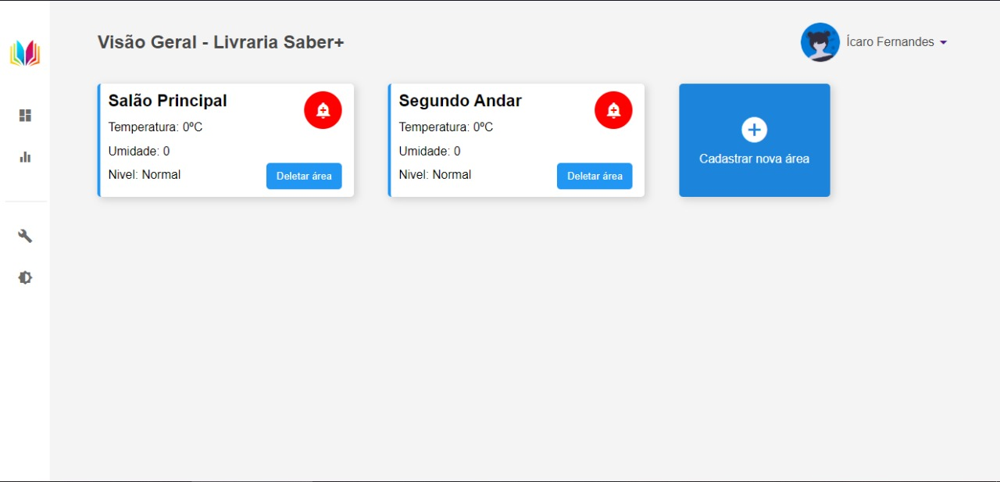 Visão Geral - Livraria Saber+
Ícaro Fernandes
Salão Principal
Temperatura: 0ºC
Umidade: 0
Nivel: Normal
Deletar área
Segundo Andar
Temperatura: 0ºC
Umidade: 0
Nivel: Normal
Deletar área
Cadastrar nova área